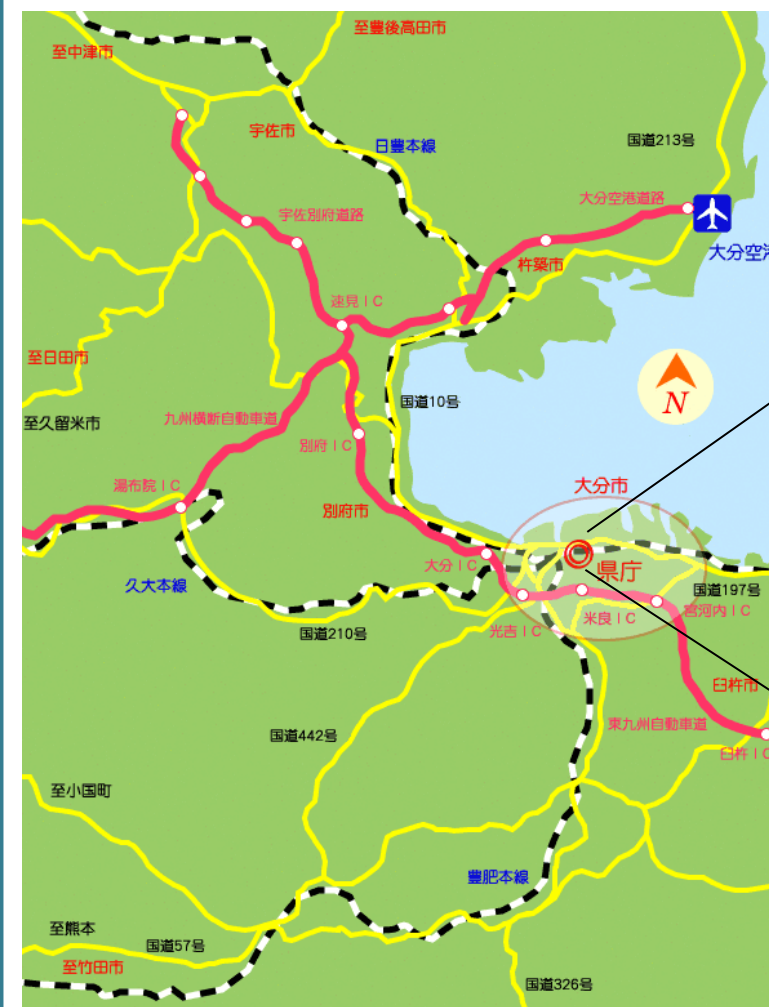 至豊後高田市
至中津市
宇佐市
日豊本線
国道213号
大分空港道路
宇佐別府道路
杵築市
大分空港
速見IC
至日田市
N
国道10号
至久留米市
九州横断自動車道
別府IC
湯布院IC
大分市
別府市
大分IC
県庁
久大本線
国道197号
宮河内IC
米良IC
光吉IC
国道210号
臼杵市
東九州自動車道
国道442号
臼杵IC
至小国町
豊肥本線
至熊本
国道57号
至竹田市
国道326号